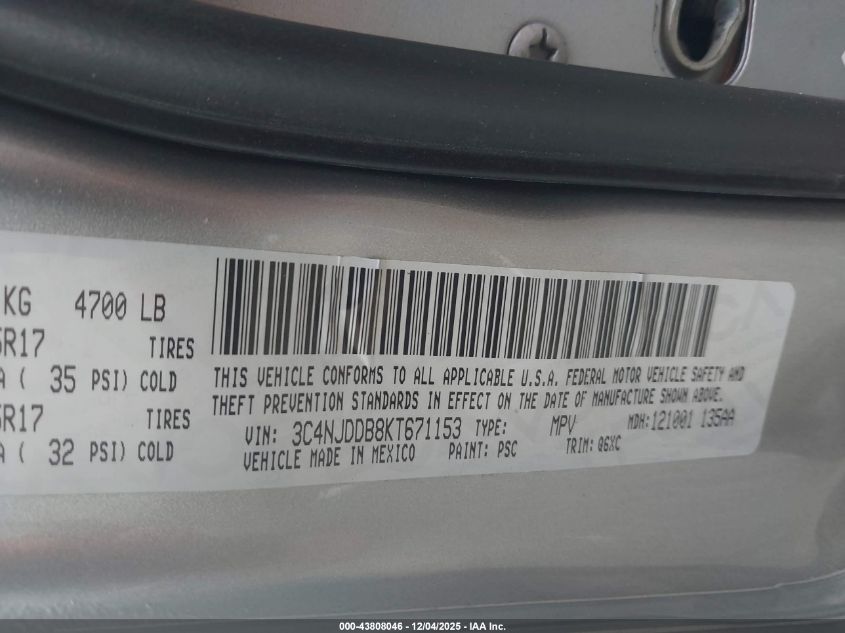 KG 4700 LB
5R17 TIRES
A ( 35 PSI) COLD
5R17 TIRES
A ( 32 PSI) COLD
THIS VEHICLE CONFORMS TO ALL APPLICABLE U.S.A. FEDERAL MOTOR VEHICLE SAFETY AND
THEFT PREVENTION STANDARDS IN EFFECT ON THE DATE OF MANUFACTURE SHOWN ABOVE.
VIN: 3C4NJDDB8KT671153 TYPE: MPV MDH:121001 135AA
VEHICLE MADE IN MEXICO PAINT: PSC TRIM: Q6XC
000-43808046 - 12/04/2025 - IAA Inc.